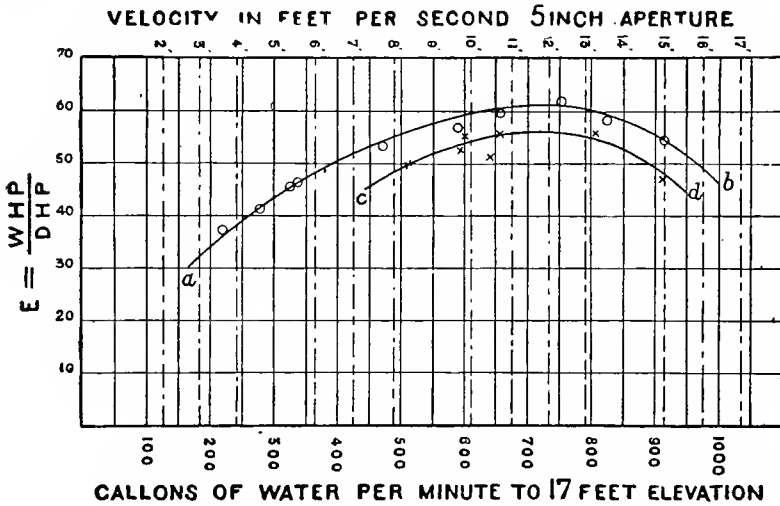 VELOCITY IN FEET PER SECOND 5INCH APERTURE
2' 3' 4' 5' 6' 7' 8' 9' 10' 11' 12' 13' 14' 15' 16' 17'
70
60
50
40
30
20
10
E = WHP
DHP
a
c
d
b
100 200 300 400 500 600 700 800 900 1000
CALLONS OF WATER PER MINUTE TO 17 FEET ELEVATION